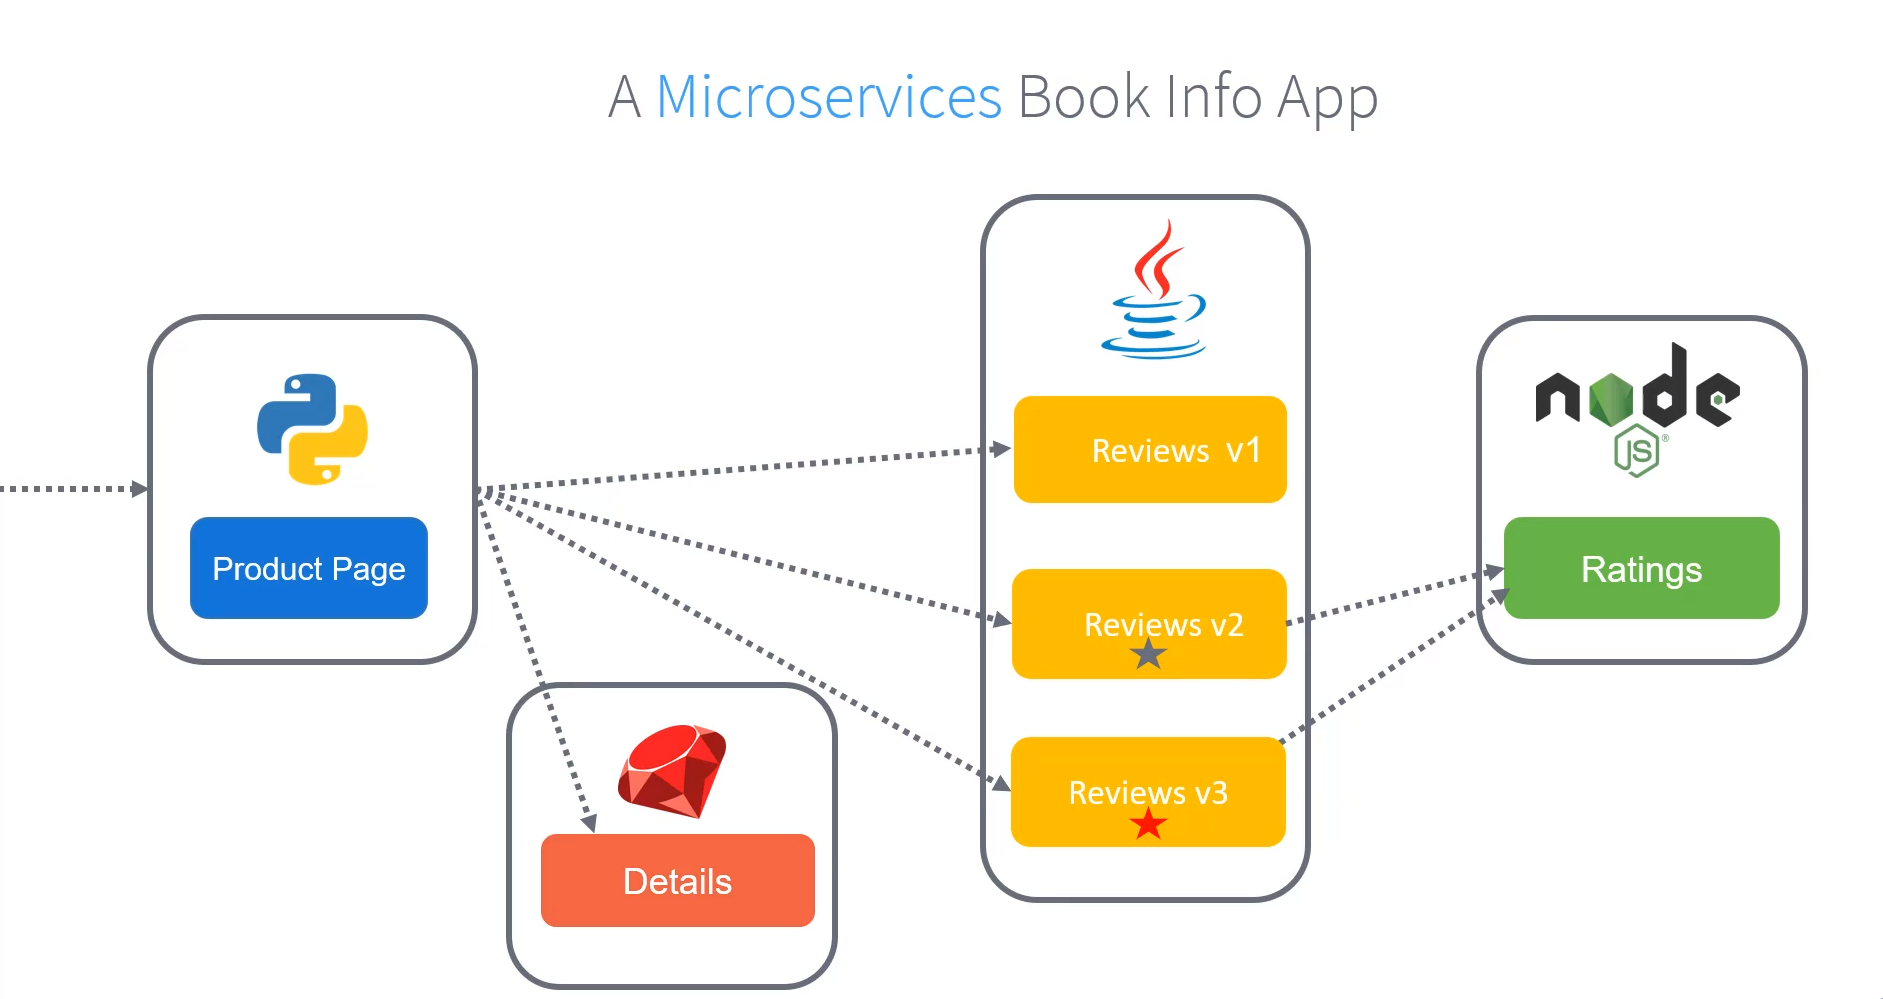 A Microservices Book Info App
Product Page
Details
Reviews v1
Reviews v2
Reviews v3
node
JS®
Ratings